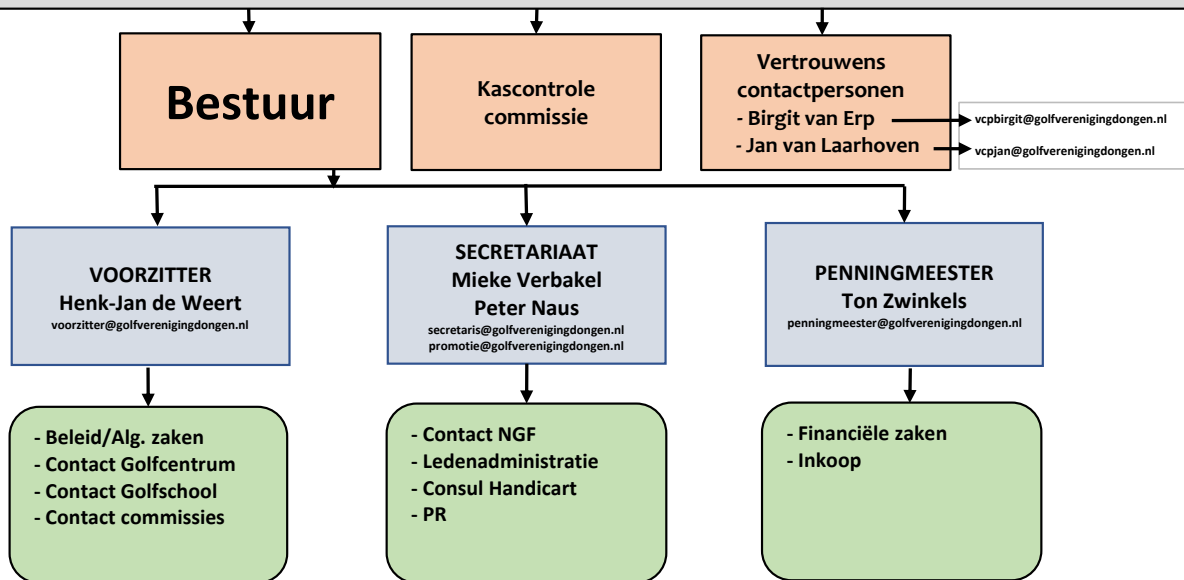 Bestuur
Kascontrole
commissie
Vertrouwens
contactpersonen
- Birgit van Erp
- Jan van Laarhoven
vcpbirgit@golfverenigingdongen.nl
vcpjan@golfverenigingdongen.nl
VOORZITTER
Henk-Jan de Weert
voorzitter@golfverenigingdongen.nl
SECRETARIAAT
Mieke Verbakel
Peter Naus
secretaris@golfverenigingdongen.nl
promotie@golfverenigingdongen.nl
PENNINGMEESTER
Ton Zwinkels
penningmeester@golfverenigingdongen.nl
- Beleid/Alg. zaken
- Contact Golfcentrum
- Contact Golfschool
- Contact commissies
- Contact NGF
- Ledenadministratie
- Consul Handicart
- PR
- Financiële zaken
- Inkoop